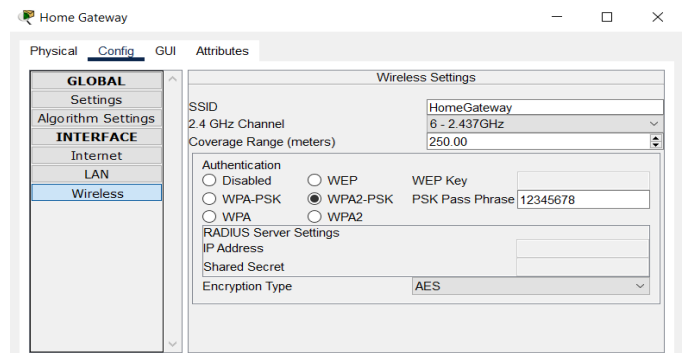 Home Gateway
Physical Config GUI Attributes
GLOBAL
Settings
Algorithm Settings
INTERFACE
Internet
LAN
Wireless
Wireless Settings
SSID HomeGateway
2.4 GHz Channel 6 - 2.437GHz
Coverage Range (meters) 250.00
Authentication
Disabled WEP WEP Key
WPA-PSK WPA2-PSK PSK Pass Phrase 12345678
WPA WPA2
RADIUS Server Settings
IP Address
Shared Secret
Encryption Type AES